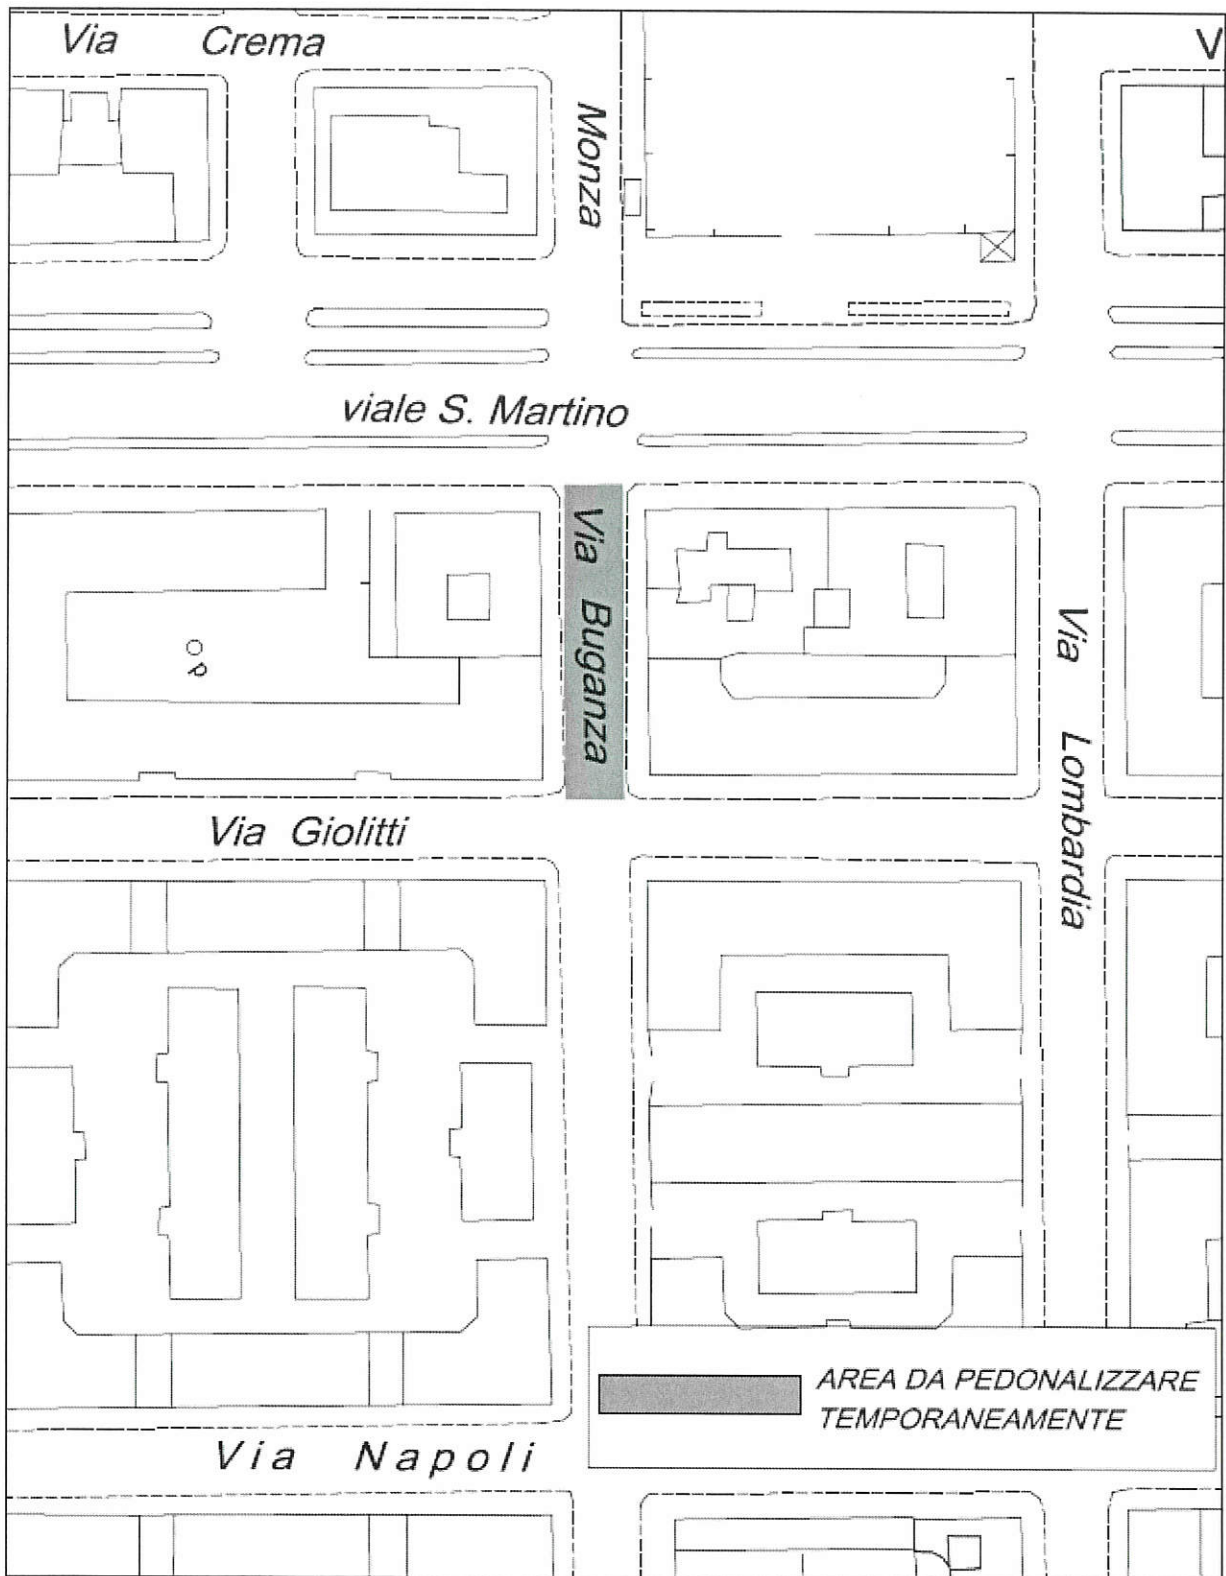 Via Crema
V
Monza
viale S. Martino
Via Buganza
Via Lombardia
Via Giolitti
AREA DA PEDONALIZZARE
TEMPORANEAMENTE
Via Napoli